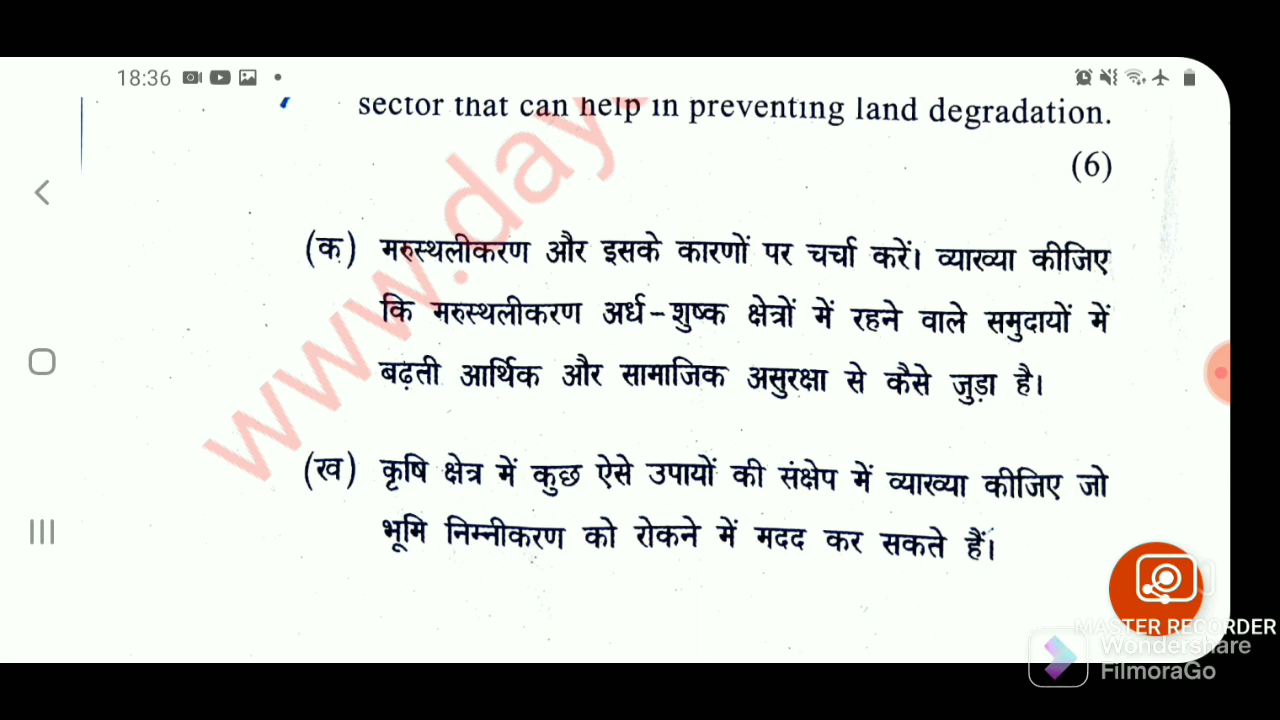 18:36
sector that can help in preventing land degradation.
(6)
(क) मरुस्थलीकरण और इसके कारणों पर चर्चा करें। व्याख्या कीजिए
कि मरुस्थलीकरण अर्ध-शुष्क क्षेत्रों में रहने वाले समुदायों में
बढ़ती आर्थिक और सामाजिक असुरक्षा से कैसे जुड़ा है।
(ख) कृषि क्षेत्र में कुछ ऐसे उपायों की संक्षेप में व्याख्या कीजिए जो
भूमि निम्नीकरण को रोकने में मदद कर सकते हैं।
www.day
MASTER RECORDER
Wondershare
FilmoraGo